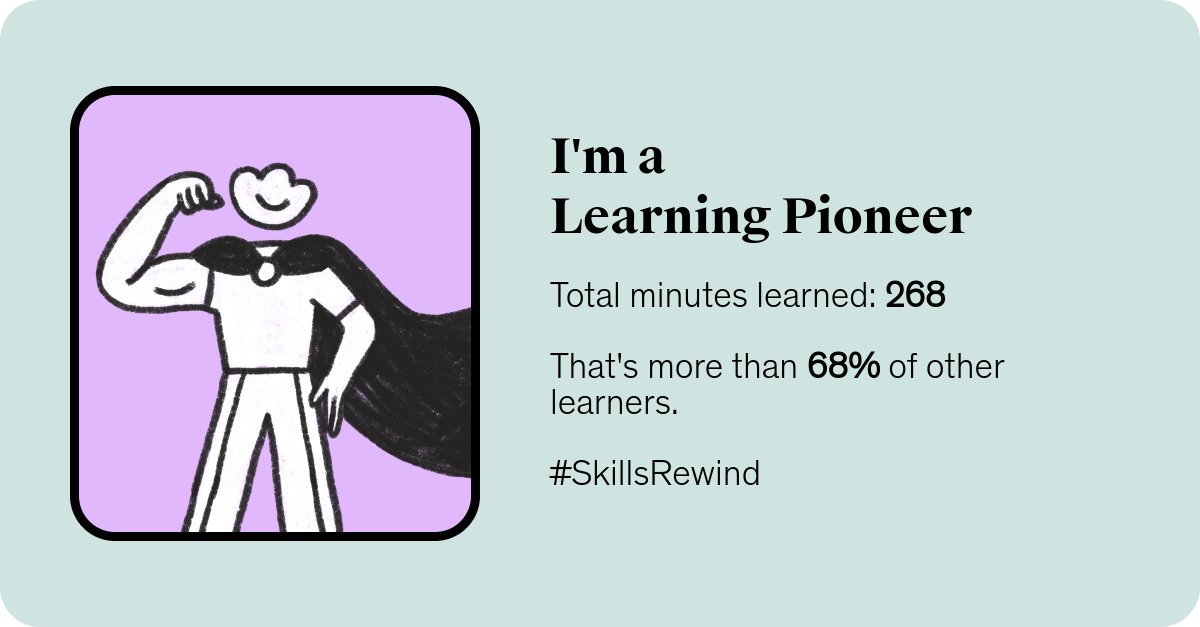 I'm a
Learning Pioneer
Total minutes learned: 268
That's more than 68% of other
learners.
#SkillsRewind